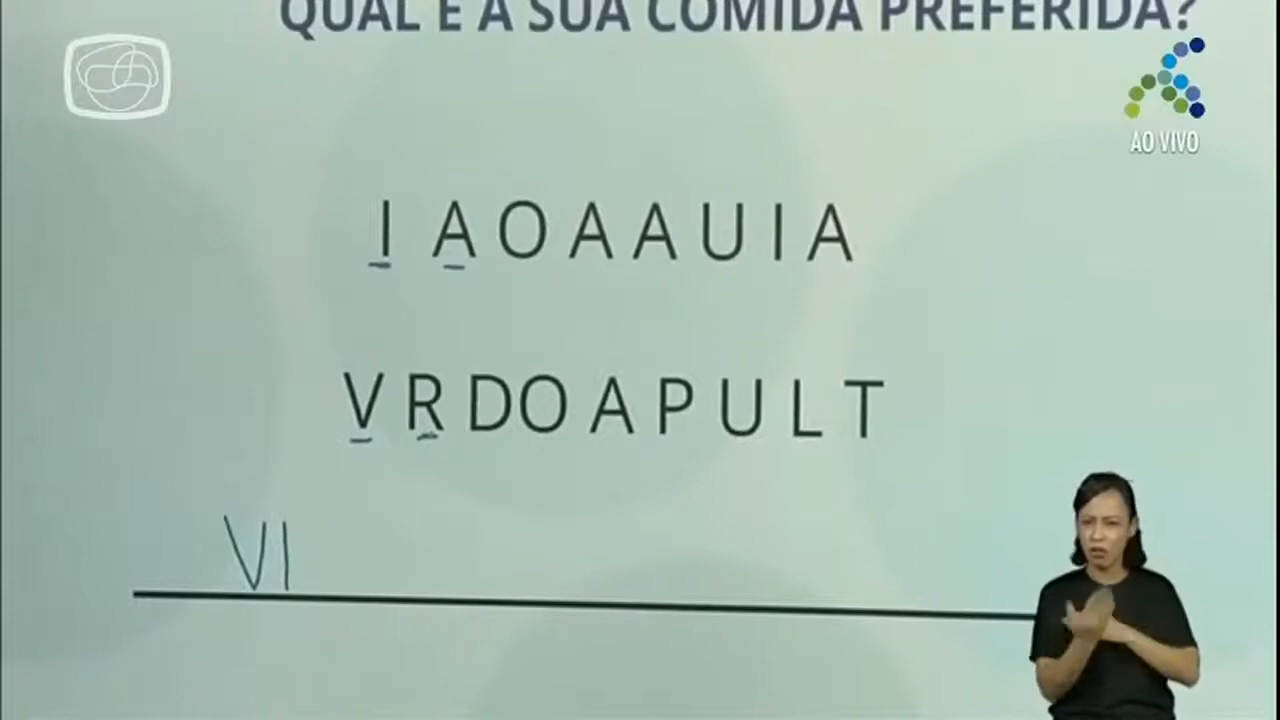 QUAL É A SUA COMIDA PREFERIDA?
AO VIVO
I A O A A U I A
V R D O A P U L T
VI